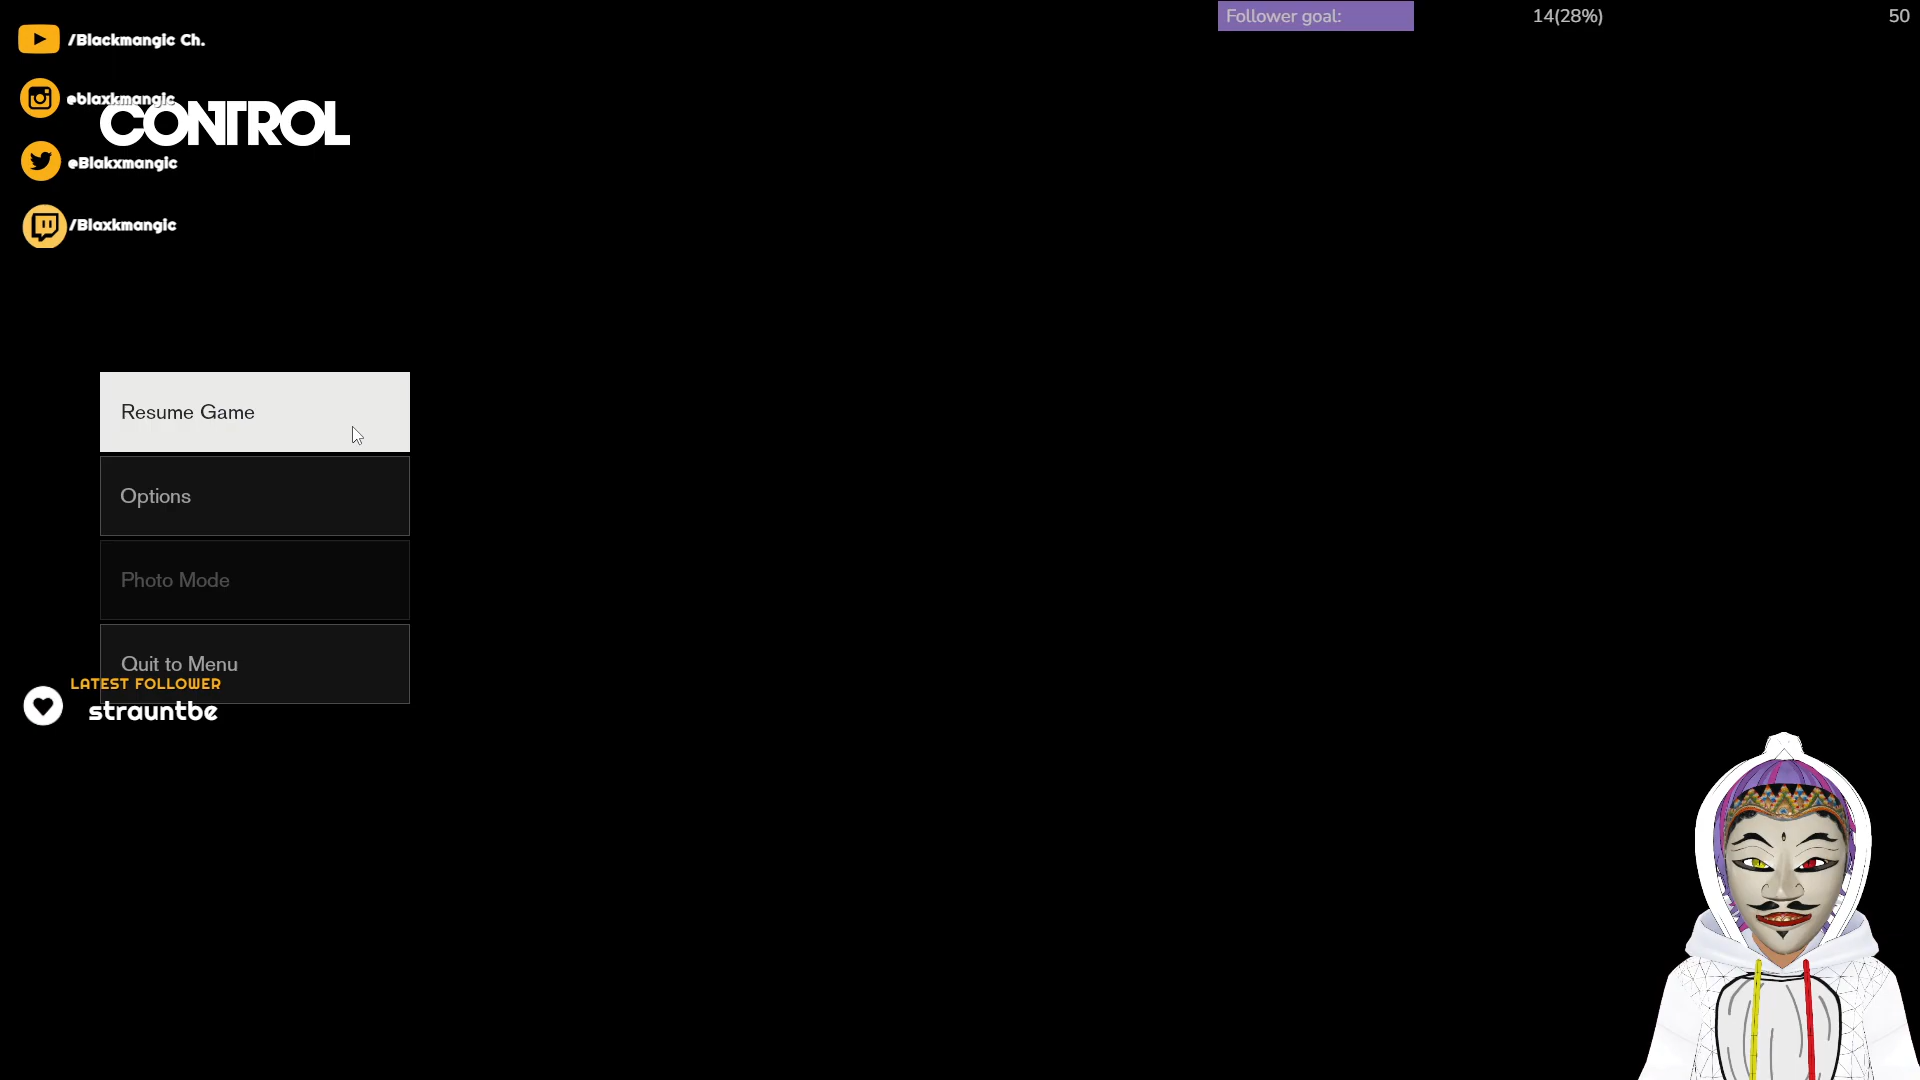 /Blackmangic Ch.
@blaxkmangic
@Blakxmangic
/Blaxkmangic
CONTROL
Follower goal:
14(28%)
50
Resume Game
Options
Photo Mode
Quit to Menu
LATEST FOLLOWER
strauntbe